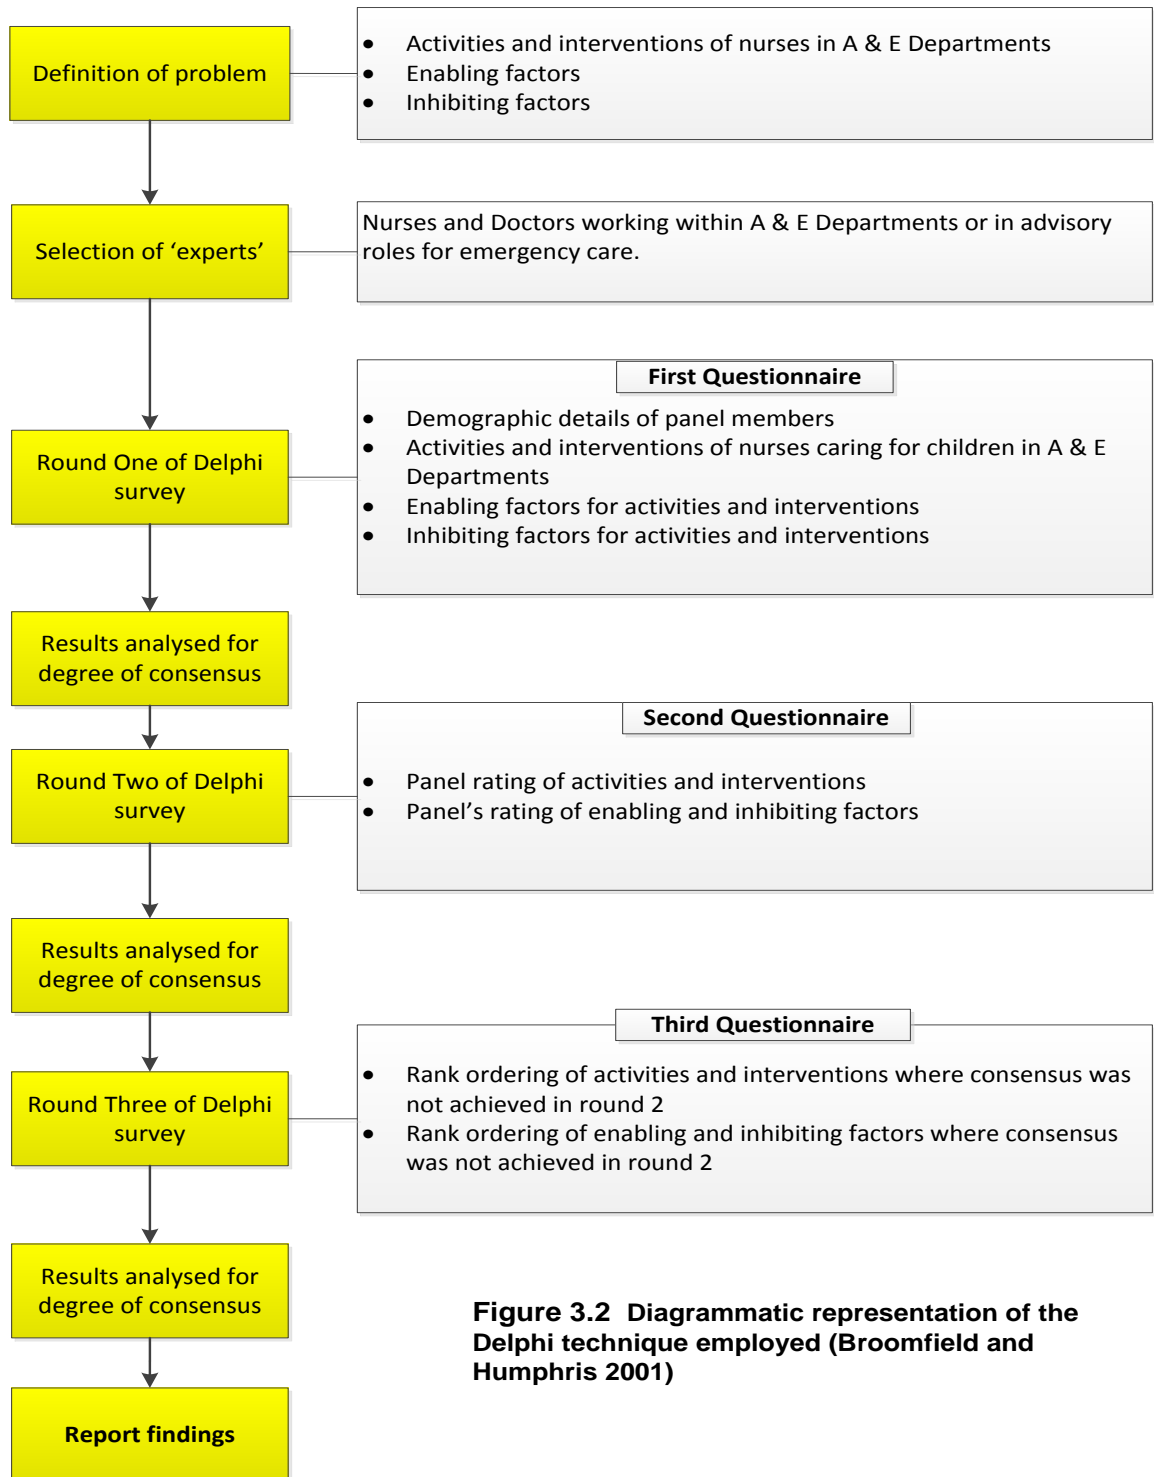 Definition of problem
• Activities and interventions of nurses in A & E Departments
• Enabling factors
• Inhibiting factors
Selection of ‘experts’
Nurses and Doctors working within A & E Departments or in advisory
roles for emergency care.
First Questionnaire
Round One of Delphi
survey
• Demographic details of panel members
• Activities and interventions of nurses caring for children in A & E
Departments
• Enabling factors for activities and interventions
• Inhibiting factors for activities and interventions
Results analysed for
degree of consensus
Second Questionnaire
Round Two of Delphi
survey
• Panel rating of activities and interventions
• Panel’s rating of enabling and inhibiting factors
Results analysed for
degree of consensus
Third Questionnaire
Round Three of Delphi
survey
• Rank ordering of activities and interventions where consensus was
not achieved in round 2
• Rank ordering of enabling and inhibiting factors where consensus
was not achieved in round 2
Results analysed for
degree of consensus
Report findings
Figure 3.2 Diagrammatic representation of the
Delphi technique employed (Broomfield and
Humphris 2001)